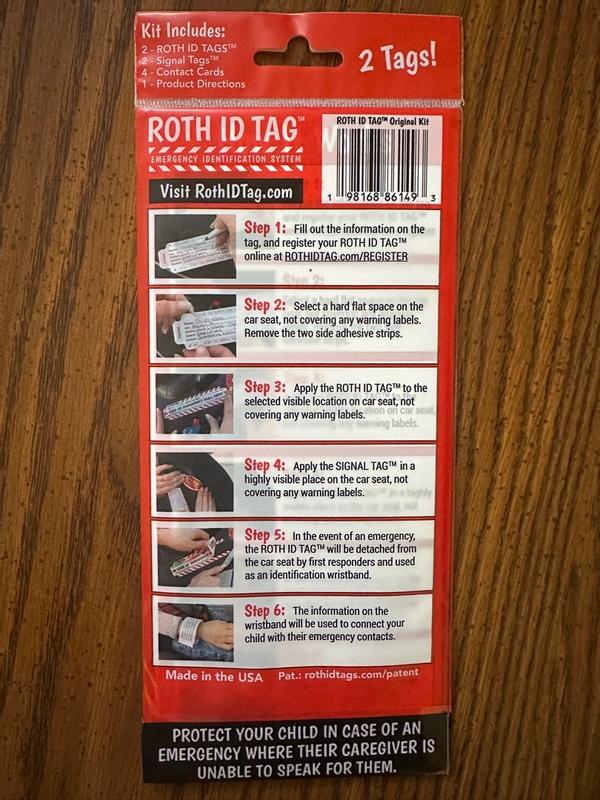 Kit Includes:
2 - ROTH ID TAGS™
2 - Signal Tags™
4 - Contact Cards
1 - Product Directions
2 Tags!
ROTH ID TAG™
EMERGENCY IDENTIFICATION SYSTEM
Visit RothIDTag.com
ROTH ID TAG™ Original Kit
1 98168 86149 3
Step 1: Fill out the information on the
tag, and register your ROTH ID TAG™
online at ROTHIDTAG.com/REGISTER
Step 2: Select a hard flat space on the
car seat, not covering any warning labels.
Remove the two side adhesive strips.
Step 3: Apply the ROTH ID TAG™ to the
selected visible location on car seat, not
covering any warning labels.
Step 4: Apply the SIGNAL TAG™ in a
highly visible place on the car seat, not
covering any warning labels.
Step 5: In the event of an emergency,
the ROTH ID TAG™ will be detached from
the car seat by first responders and used
as an identification wristband.
Step 6: The information on the
wristband will be used to connect your
child with their emergency contacts.
Made in the USA Pat.: rothidtags.com/patent
PROTECT YOUR CHILD IN CASE OF AN
EMERGENCY WHERE THEIR CAREGIVER IS
UNABLE TO SPEAK FOR THEM.